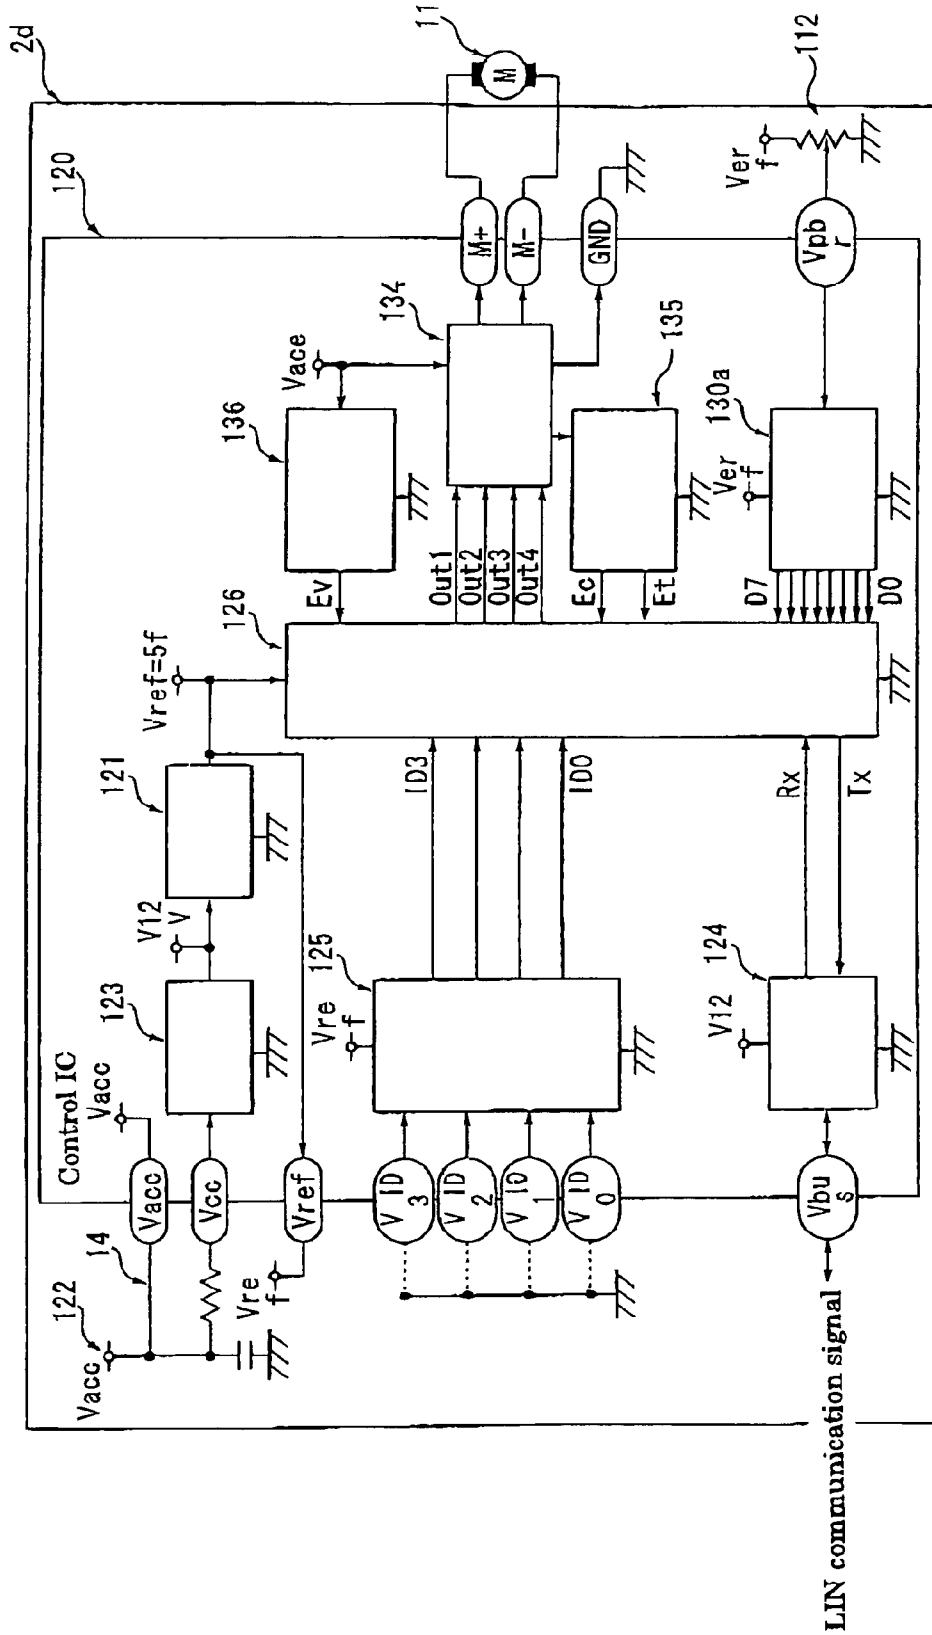 2d
120
Control IC
122
Vacc
14
Vacc
Vacc
Vcc
123
V12
V
121
Vref=5f
Vref
Vre
f
126
136
Ev
Vace
134
Out1
Out2
Out3
Out4
M+
M-
GND
11
M
135
Ec
Et
125
Vre
f
V ID
3
V ID
2
V IO
1
V ID
0
ID3
ID0
130a
Ver
f
D7
D0
Vpb
r
Ver
f
112
124
V12
Rx
Tx
Vbu
s
LIN communication signal